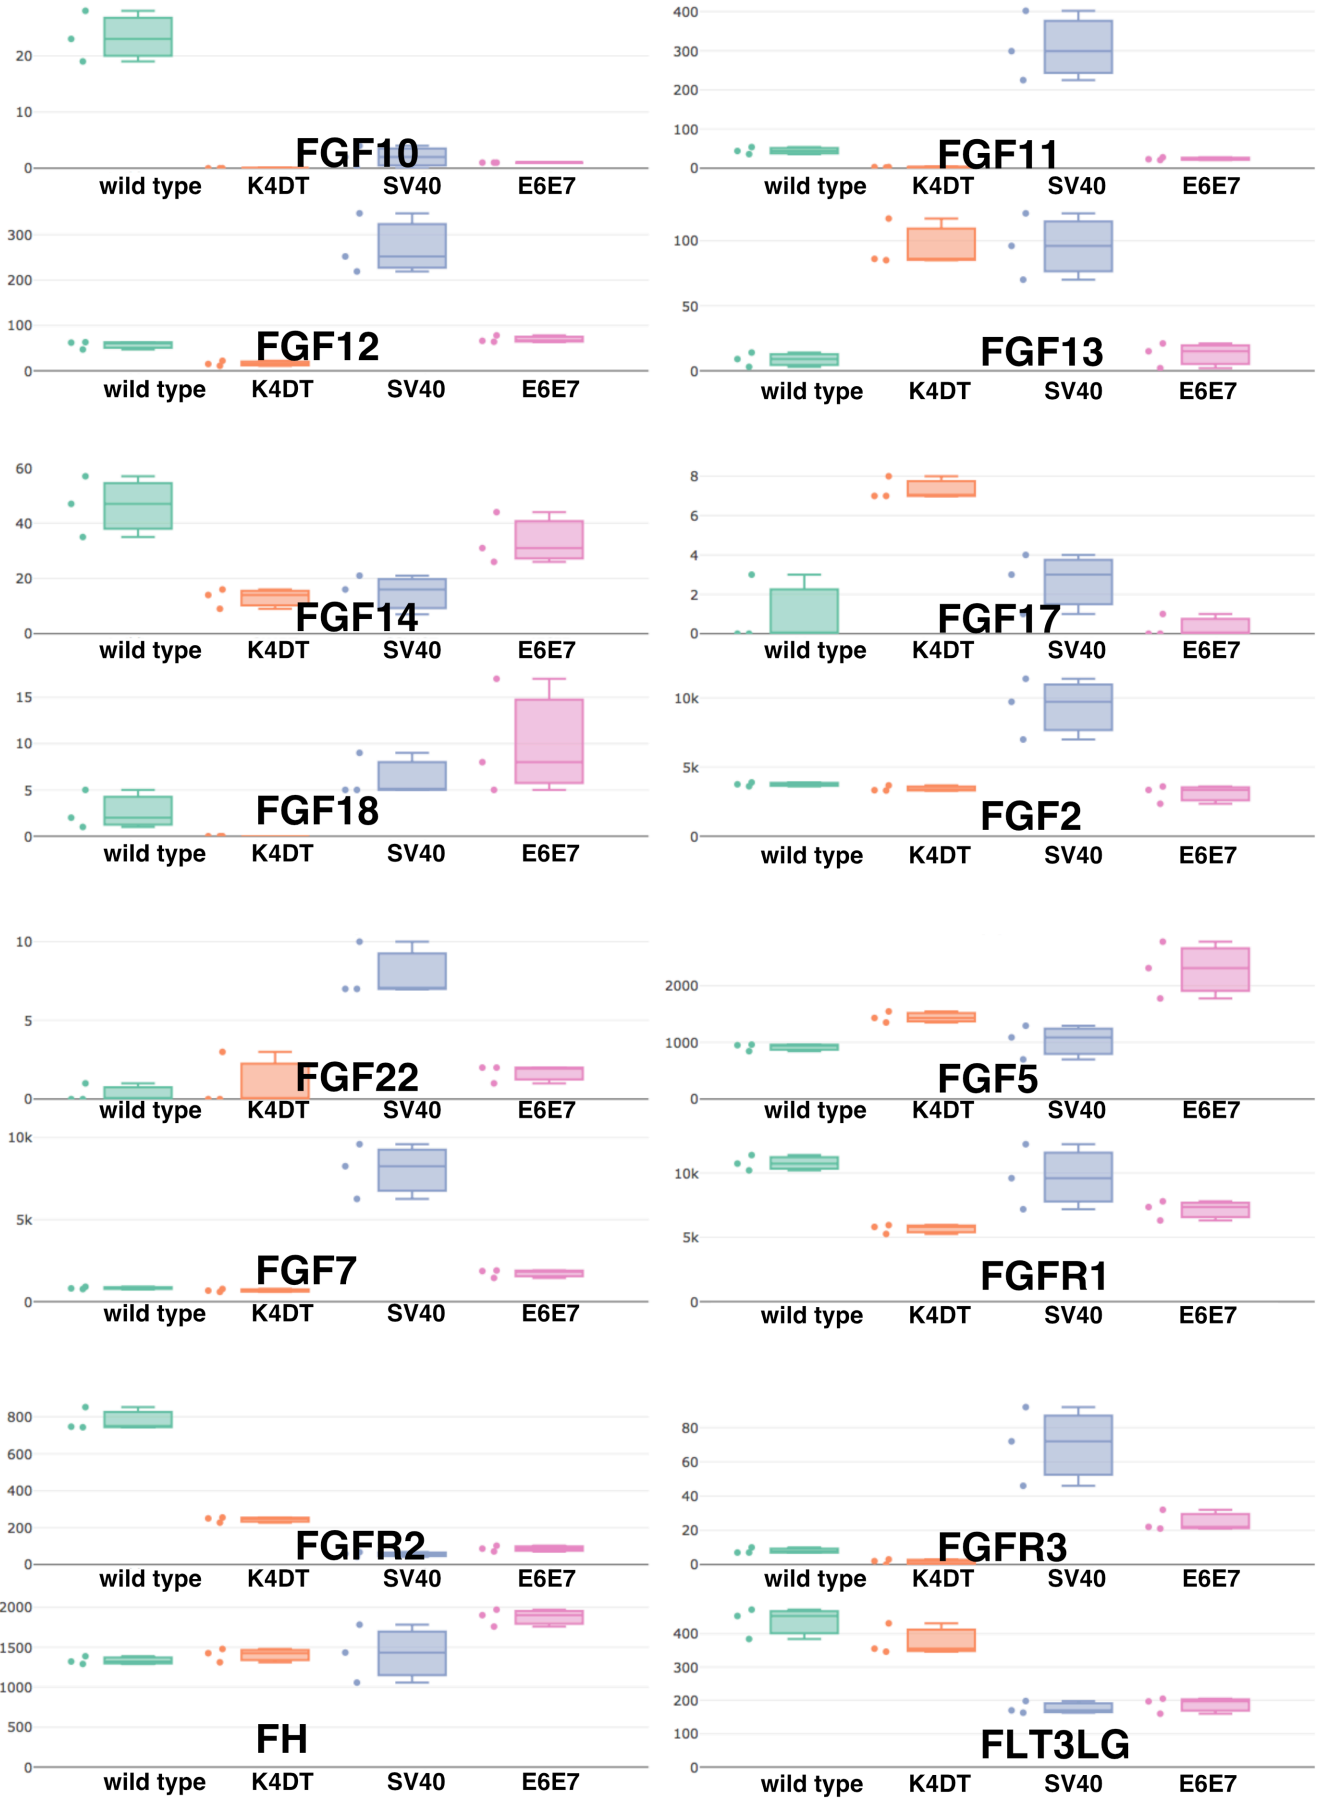 20
10
0
FGF10
wild type K4DT SV40 E6E7
400
300
200
100
0
FGF11
wild type K4DT SV40 E6E7
300
200
100
0
FGF12
wild type K4DT SV40 E6E7
100
50
0
FGF13
wild type K4DT SV40 E6E7
60
40
20
0
FGF14
wild type K4DT SV40 E6E7
8
6
4
2
0
FGF17
wild type K4DT SV40 E6E7
15
10
5
0
FGF18
wild type K4DT SV40 E6E7
10k
5k
0
FGF2
wild type K4DT SV40 E6E7
10
5
0
FGF22
wild type K4DT SV40 E6E7
2000
1000
0
FGF5
wild type K4DT SV40 E6E7
10k
5k
0
FGF7
wild type K4DT SV40 E6E7
10k
5k
0
FGFR1
wild type K4DT SV40 E6E7
800
600
400
200
0
FGFR2
wild type K4DT SV40 E6E7
80
60
40
20
0
FGFR3
wild type K4DT SV40 E6E7
2000
1500
1000
500
0
FH
wild type K4DT SV40 E6E7
400
300
200
100
0
FLT3LG
wild type K4DT SV40 E6E7